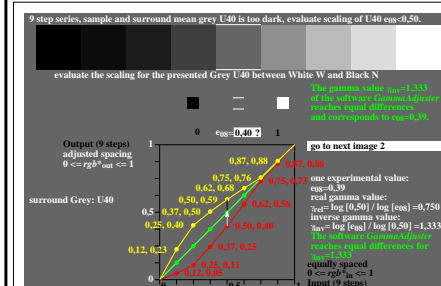 9 step series, sample and surround mean grey U40 is too dark, evaluate scaling of U40 e₀₈<0,50.
evaluate the scaling for the presented Grey U40 between White W and Black N
The gamma value γinv=1,333
of the software GammaAdjuster
reaches equal differences
and corresponds to e08=0,39.
0 e08=0,40 ? 1
go to next image 2
Output (9 steps)
adjusted spacing
0 <= rgb*out <= 1
surround Grey: U40
one experimental value:
e08=0,39
real gamma value:
γrel= log [0,50] / log [e08] =0,750
inverse gamma value:
γinv= log [e08] / log [0,50] =1,333
The software GammaAdjuster
reaches equal differences for
γinv=1,333
equally spaced
0 <= rgb*in <= 1
Input (9 steps)
1
0,5
0
0,5
1
0,87, 0,88
0,75, 0,76
0,62, 0,68
0,50, 0,59
0,37, 0,50
0,25, 0,40
0,12, 0,23
0,87, 0,86
0,75, 0,73
0,62, 0,56
0,50, 0,40
0,37, 0,25
0,25, 0,11
0,12, 0,05